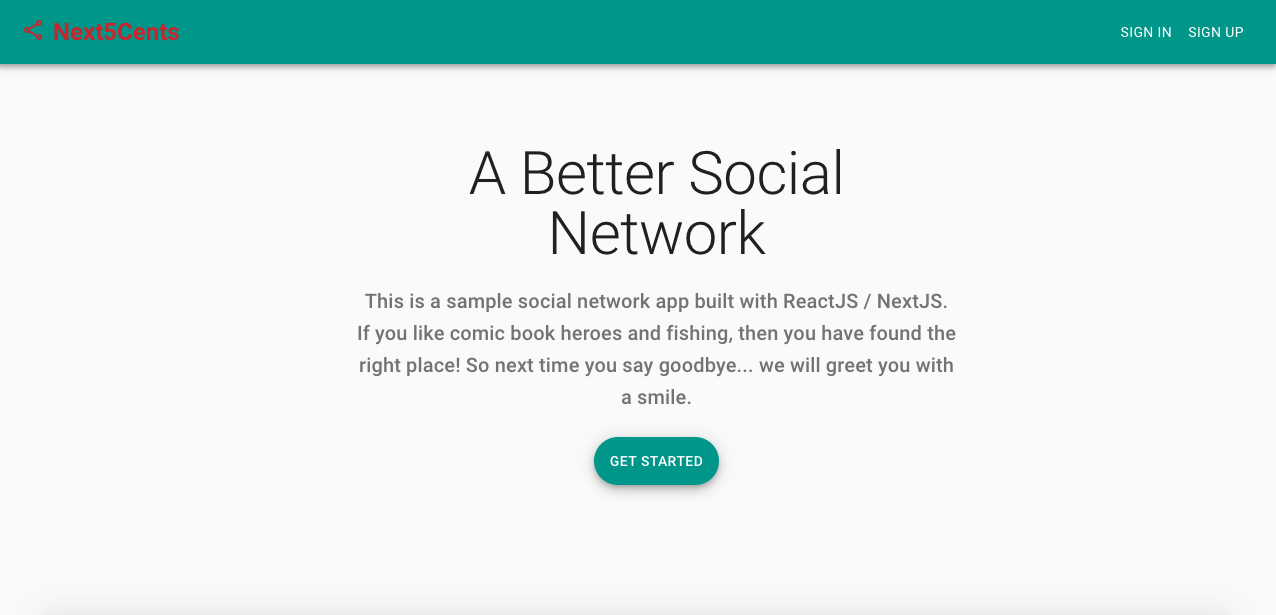 Next5Cents
SIGN IN
SIGN UP
A Better Social
Network
This is a sample social network app built with ReactJS / NextJS.
If you like comic book heroes and fishing, then you have found the
right place! So next time you say goodbye... we will greet you with
a smile.
GET STARTED